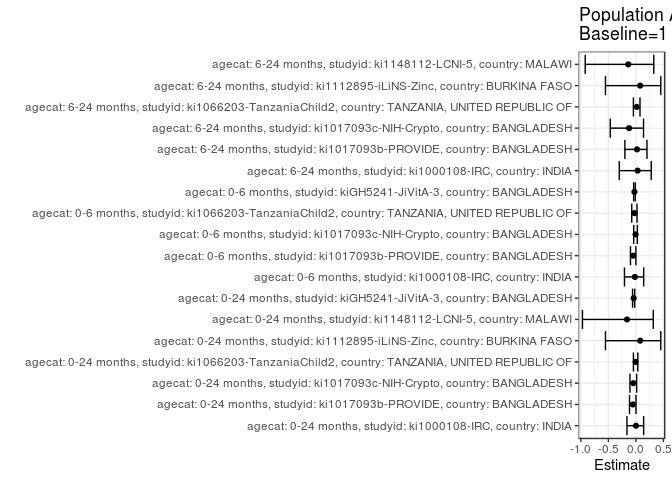 Population
Baseline=1
agecat: 6-24 months, studyid: ki1148112-LCNI-5, country: MALAWI
agecat: 6-24 months, studyid: ki1112895-iLiNS-Zinc, country: BURKINA FASO
agecat: 6-24 months, studyid: ki1066203-TanzaniaChild2, country: TANZANIA, UNITED REPUBLIC OF
agecat: 6-24 months, studyid: ki1017093c-NIH-Crypto, country: BANGLADESH
agecat: 6-24 months, studyid: ki1017093b-PROVIDE, country: BANGLADESH
agecat: 6-24 months, studyid: ki1000108-IRC, country: INDIA
agecat: 0-6 months, studyid: kiGH5241-JiVitA-3, country: BANGLADESH
agecat: 0-6 months, studyid: ki1066203-TanzaniaChild2, country: TANZANIA, UNITED REPUBLIC OF
agecat: 0-6 months, studyid: ki1017093c-NIH-Crypto, country: BANGLADESH
agecat: 0-6 months, studyid: ki1017093b-PROVIDE, country: BANGLADESH
agecat: 0-6 months, studyid: ki1000108-IRC, country: INDIA
agecat: 0-24 months, studyid: kiGH5241-JiVitA-3, country: BANGLADESH
agecat: 0-24 months, studyid: ki1148112-LCNI-5, country: MALAWI
agecat: 0-24 months, studyid: ki1112895-iLiNS-Zinc, country: BURKINA FASO
agecat: 0-24 months, studyid: ki1066203-TanzaniaChild2, country: TANZANIA, UNITED REPUBLIC OF
agecat: 0-24 months, studyid: ki1017093c-NIH-Crypto, country: BANGLADESH
agecat: 0-24 months, studyid: ki1017093b-PROVIDE, country: BANGLADESH
agecat: 0-24 months, studyid: ki1000108-IRC, country: INDIA
-1.0 -0.5 0.0 0.5
Estimate